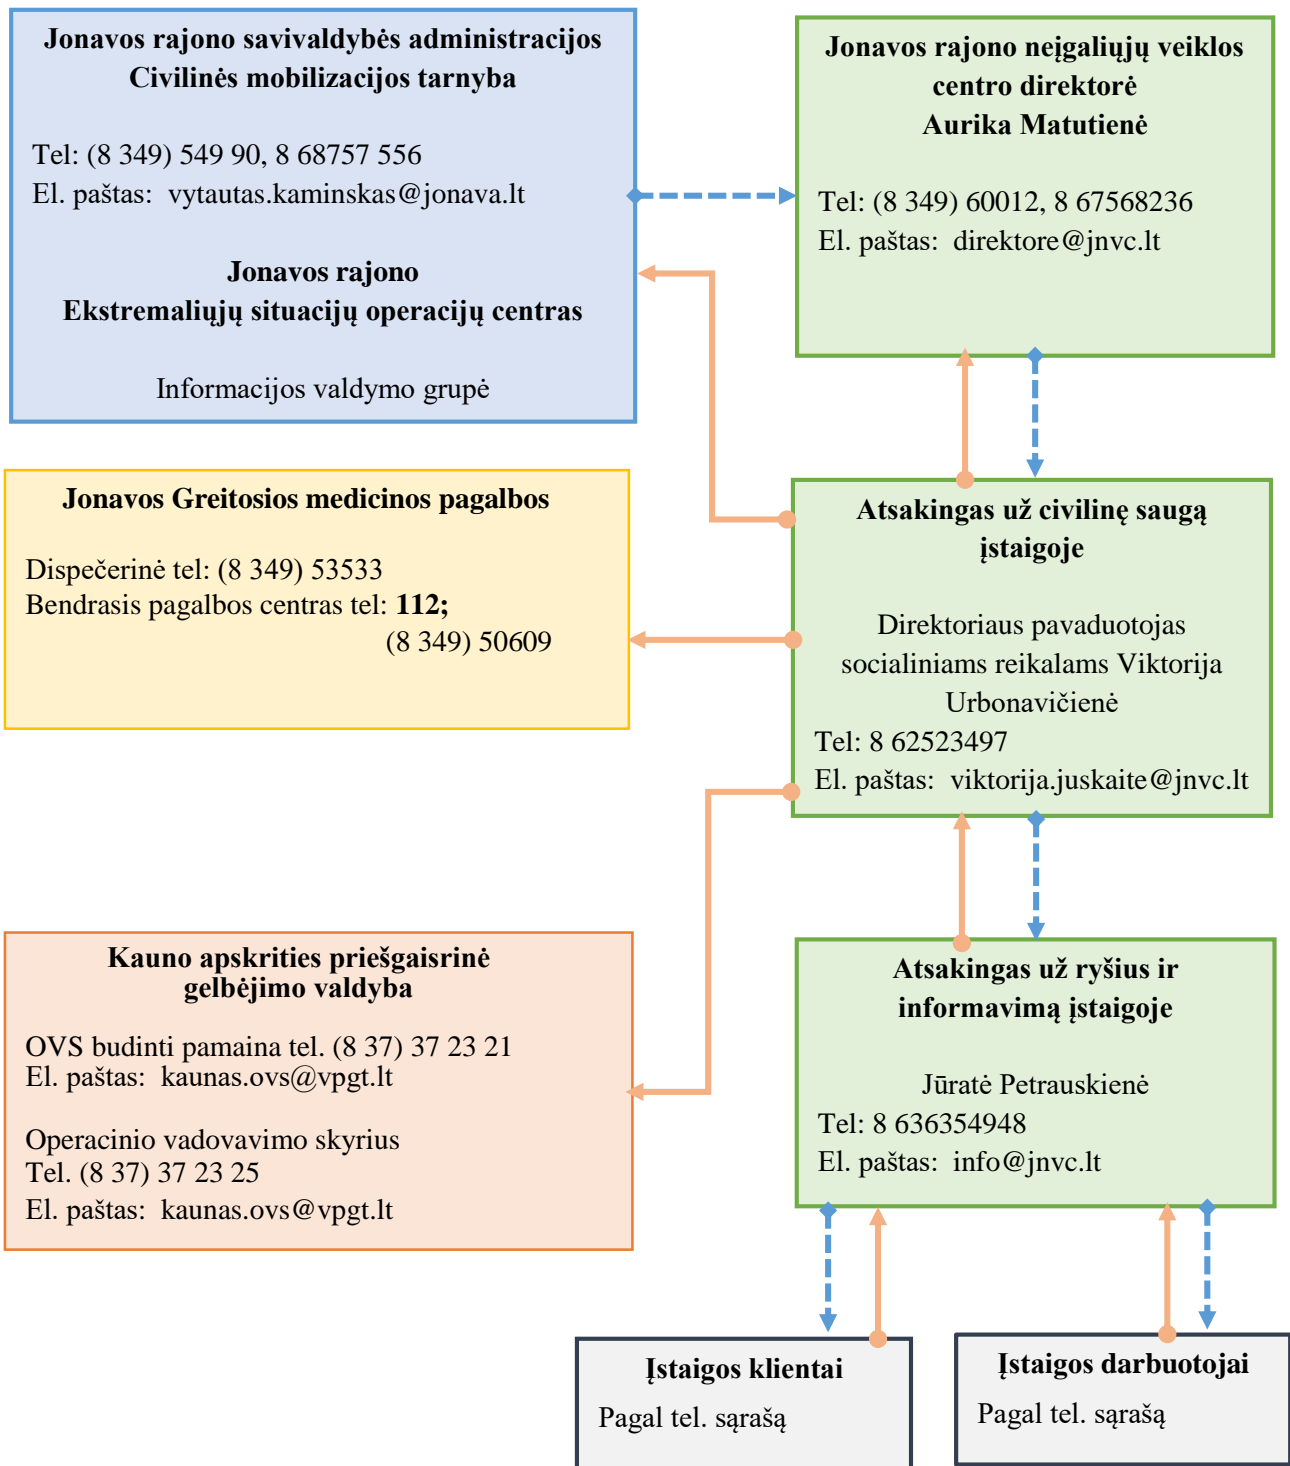 Jonavos rajono savivaldybės administracijos
Civilinės mobilizacijos tarnyba
Tel: (8 349) 549 90, 8 68757 556
El. paštas: vytautas.kaminskas@jonava.lt
Jonavos rajono
Ekstremaliųjų situacijų operacijų centras
Informacijos valdymo grupė
Jonavos rajono neįgaliųjų veiklos
centro direktorė
Aurika Matutienė
Tel: (8 349) 60012, 8 67568236
El. paštas: direktore@jnvc.lt
Jonavos Greitosios medicinos pagalbos
Dispečerinė tel: (8 349) 53533
Bendrasis pagalbos centras tel: 112;
(8 349) 50609
Atsakingas už civilinę saugą
įstaigoje
Direktoriaus pavaduotojas
socialiniams reikalams Viktorija
Urbonavičienė
Tel: 8 62523497
El. paštas: viktorija.juskaite@jnvc.lt
Kauno apskrities priešgaisrinė
gelbėjimo valdyba
OVS budinti pamaina tel. (8 37) 37 23 21
El. paštas: kaunas.ovs@vpgt.lt
Operacinio vadovavimo skyrius
Tel. (8 37) 37 23 25
El. paštas: kaunas.ovs@vpgt.lt
Atsakingas už ryšius ir
informavimą įstaigoje
Jūratė Petrauskienė
Tel: 8 636354948
El. paštas: info@jnvc.lt
Įstaigos klientai
Pagal tel. sąrašą
Įstaigos darbuotojai
Pagal tel. sąrašą